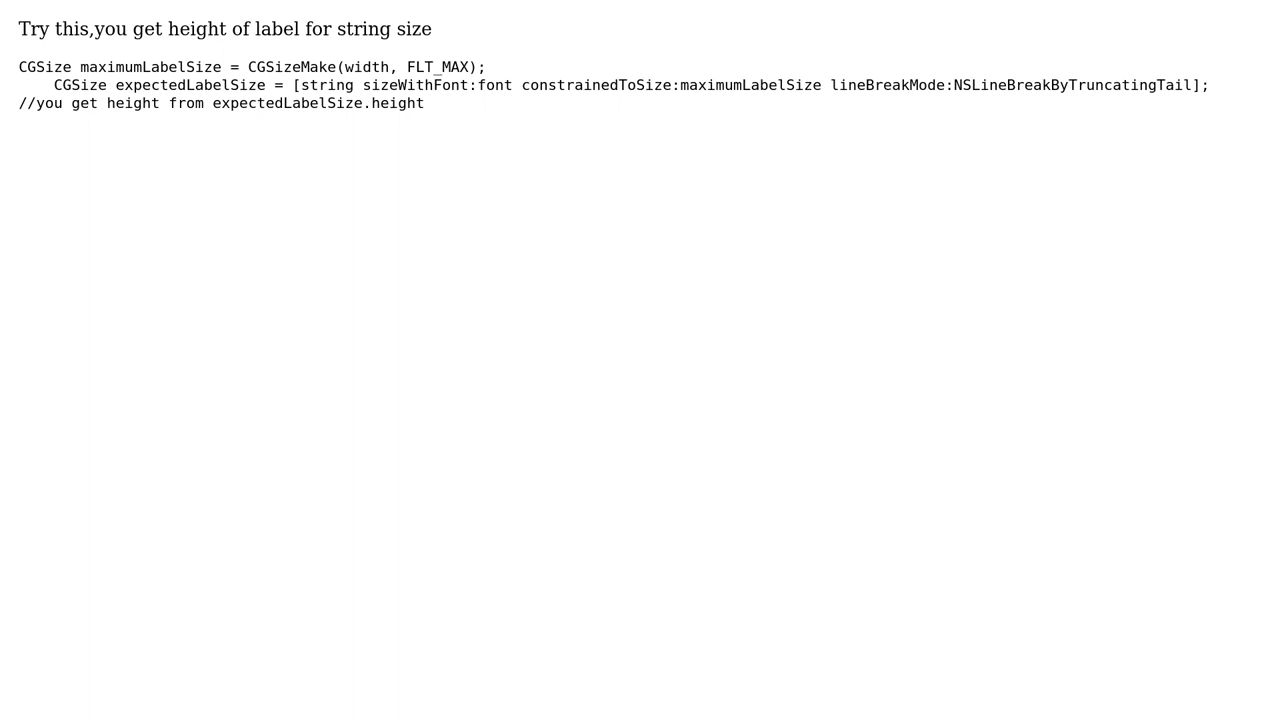 Try this,you get height of label for string size
CGSize maximumLabelSize = CGSizeMake(width, FLT_MAX);
    CGSize expectedLabelSize = [string sizeWithFont:font constrainedToSize:maximumLabelSize lineBreakMode:NSLineBreakByTruncatingTail];
//you get height from expectedLabelSize.height